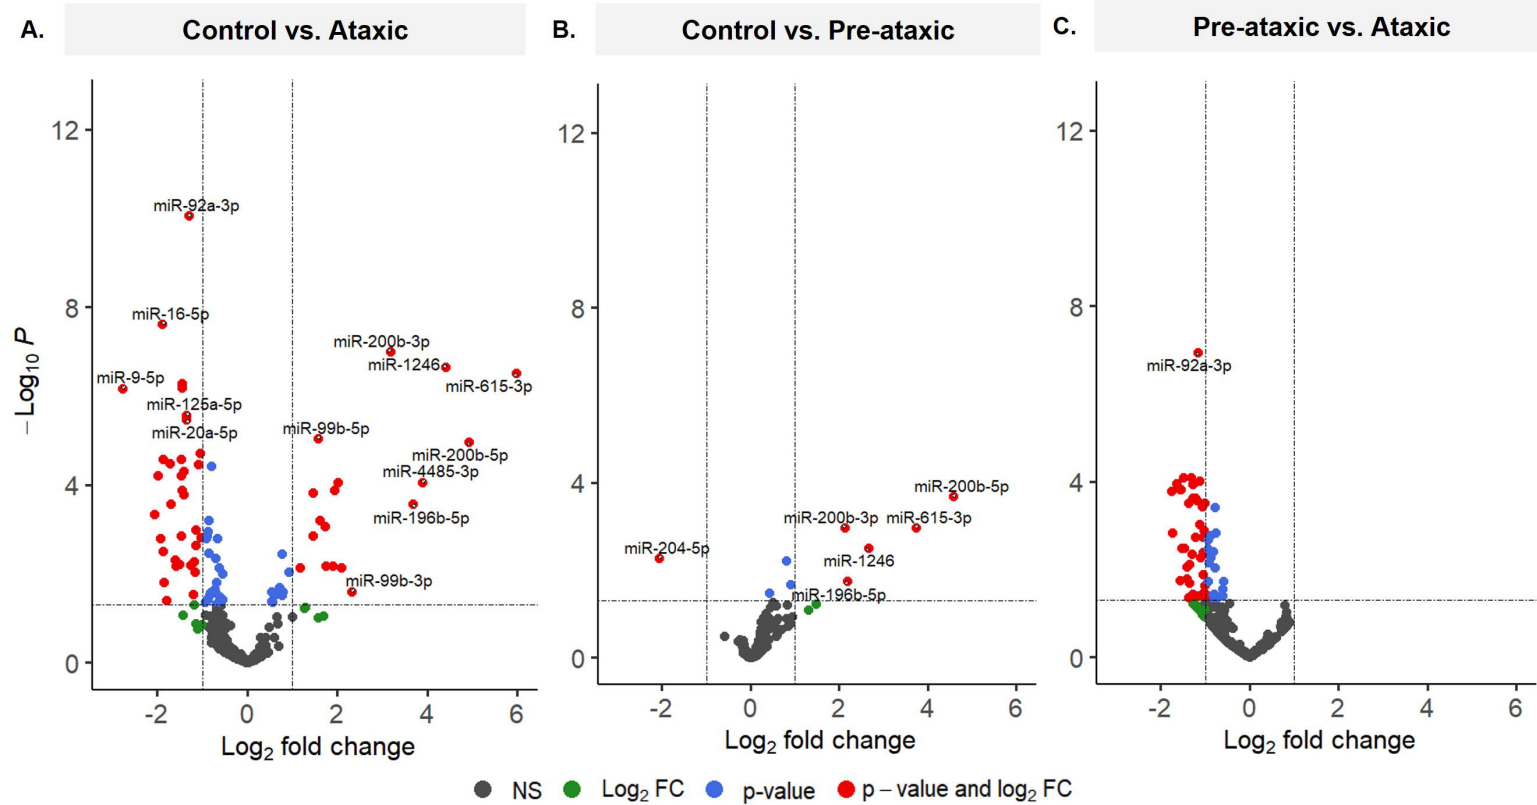 A. Control vs. Ataxic
B. Control vs. Pre-ataxic
C. Pre-ataxic vs. Ataxic
−Log10 P
12
8
4
0
miR-92a-3p
miR-16-5p
miR-200b-3p
miR-1246
miR-615-3p
miR-9-5p
miR-125a-5p
miR-20a-5p
miR-99b-5p
miR-200b-5p
miR-4485-3p
miR-196b-5p
miR-99b-3p
-2 0 2 4 6
Log2 fold change
12
8
4
0
miR-200b-5p
miR-200b-3p
miR-615-3p
miR-204-5p
miR-1246
miR-196b-5p
-2 0 2 4 6
Log2 fold change
12
8
4
0
miR-92a-3p
-2 0 2 4 6
Log2 fold change
NS Log2 FC p-value p − value and log2 FC